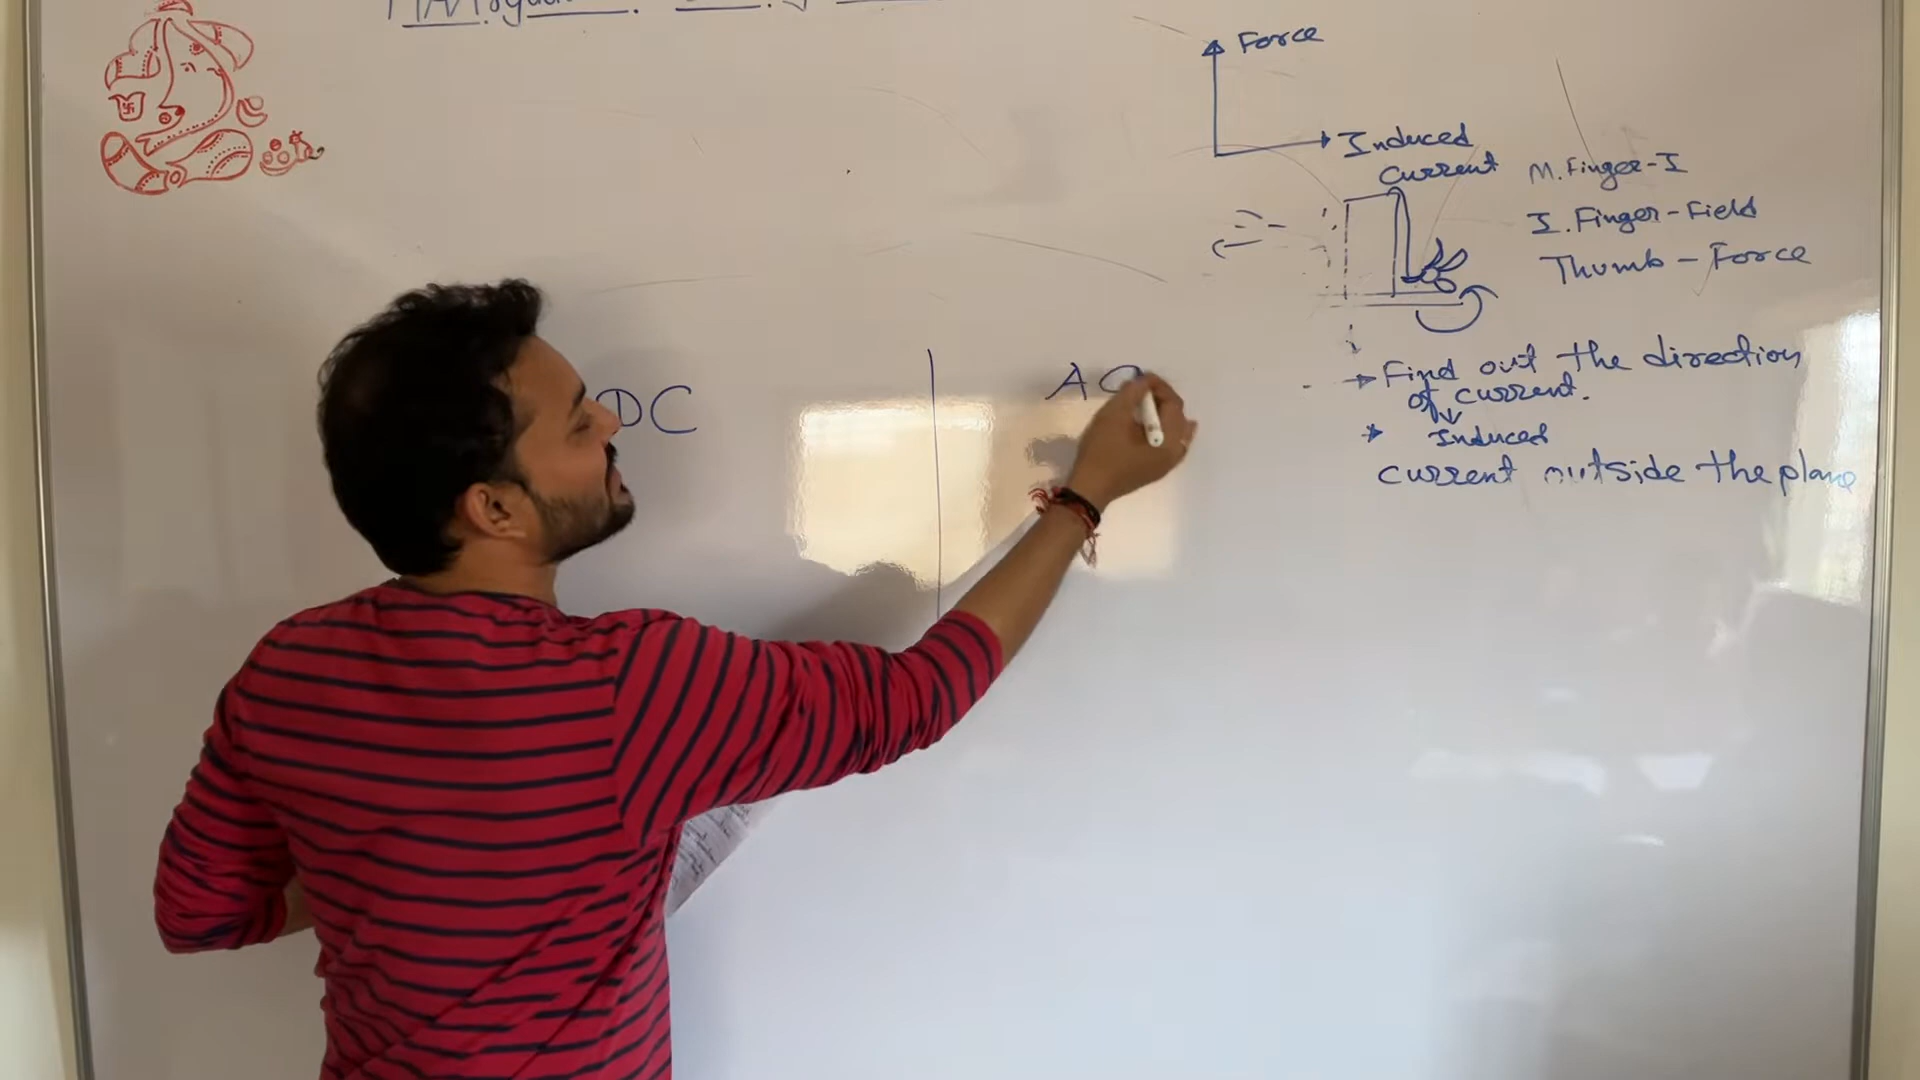 Force
Induced
current
M. Finger-I
I. Finger-Field
Thumb - Force
→ Find out the direction
of current.
* Induced
current outside the plane
DC
AC